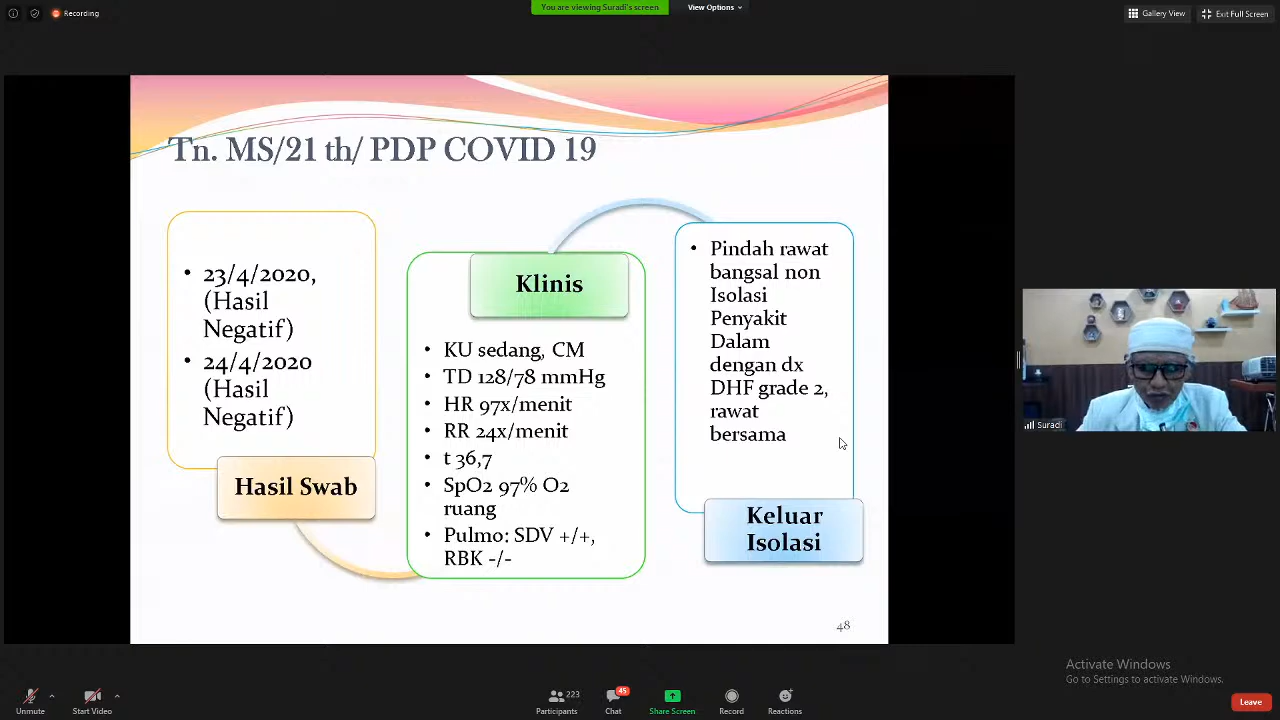 Recording
You are viewing Suradi's screen
View Options
Gallery View
Exit Full Screen
Tn. MS/21 th/ PDP COVID 19
• 23/4/2020,
(Hasil
Negatif)
• 24/4/2020
(Hasil
Negatif)
Hasil Swab
Klinis
• KU sedang, CM
• TD 128/78 mmHg
• HR 97x/menit
• RR 24x/menit
• t 36,7
• SpO2 97% O2
ruang
• Pulmo: SDV +/+,
RBK -/-
• Pindah rawat
bangsal non
Isolasi
Penyakit
Dalam
dengan dx
DHF grade 2,
rawat
bersama
Keluar
Isolasi
48
Suradi
Activate Windows
Go to Settings to activate Windows.
Unmute
Start Video
223
Participants
45
Chat
Share Screen
Record
Reactions
Leave